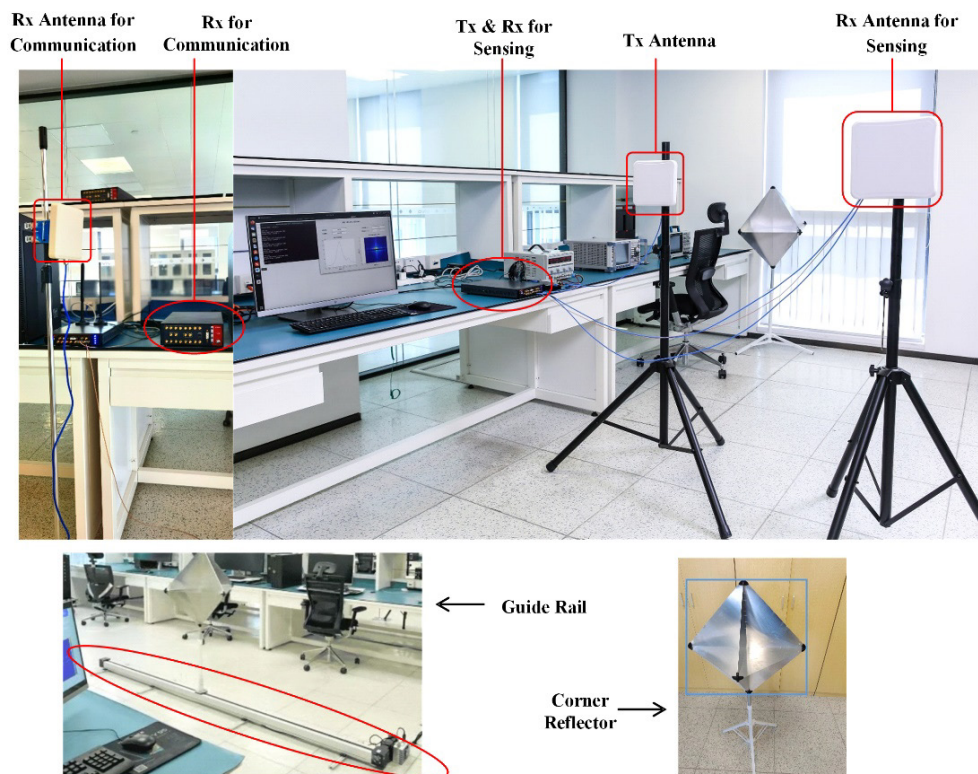 Rx Antenna for
Communication
Rx for
Communication
Tx & Rx for
Sensing
Tx Antenna
Rx Antenna for
Sensing
Guide Rail
Corner
Reflector